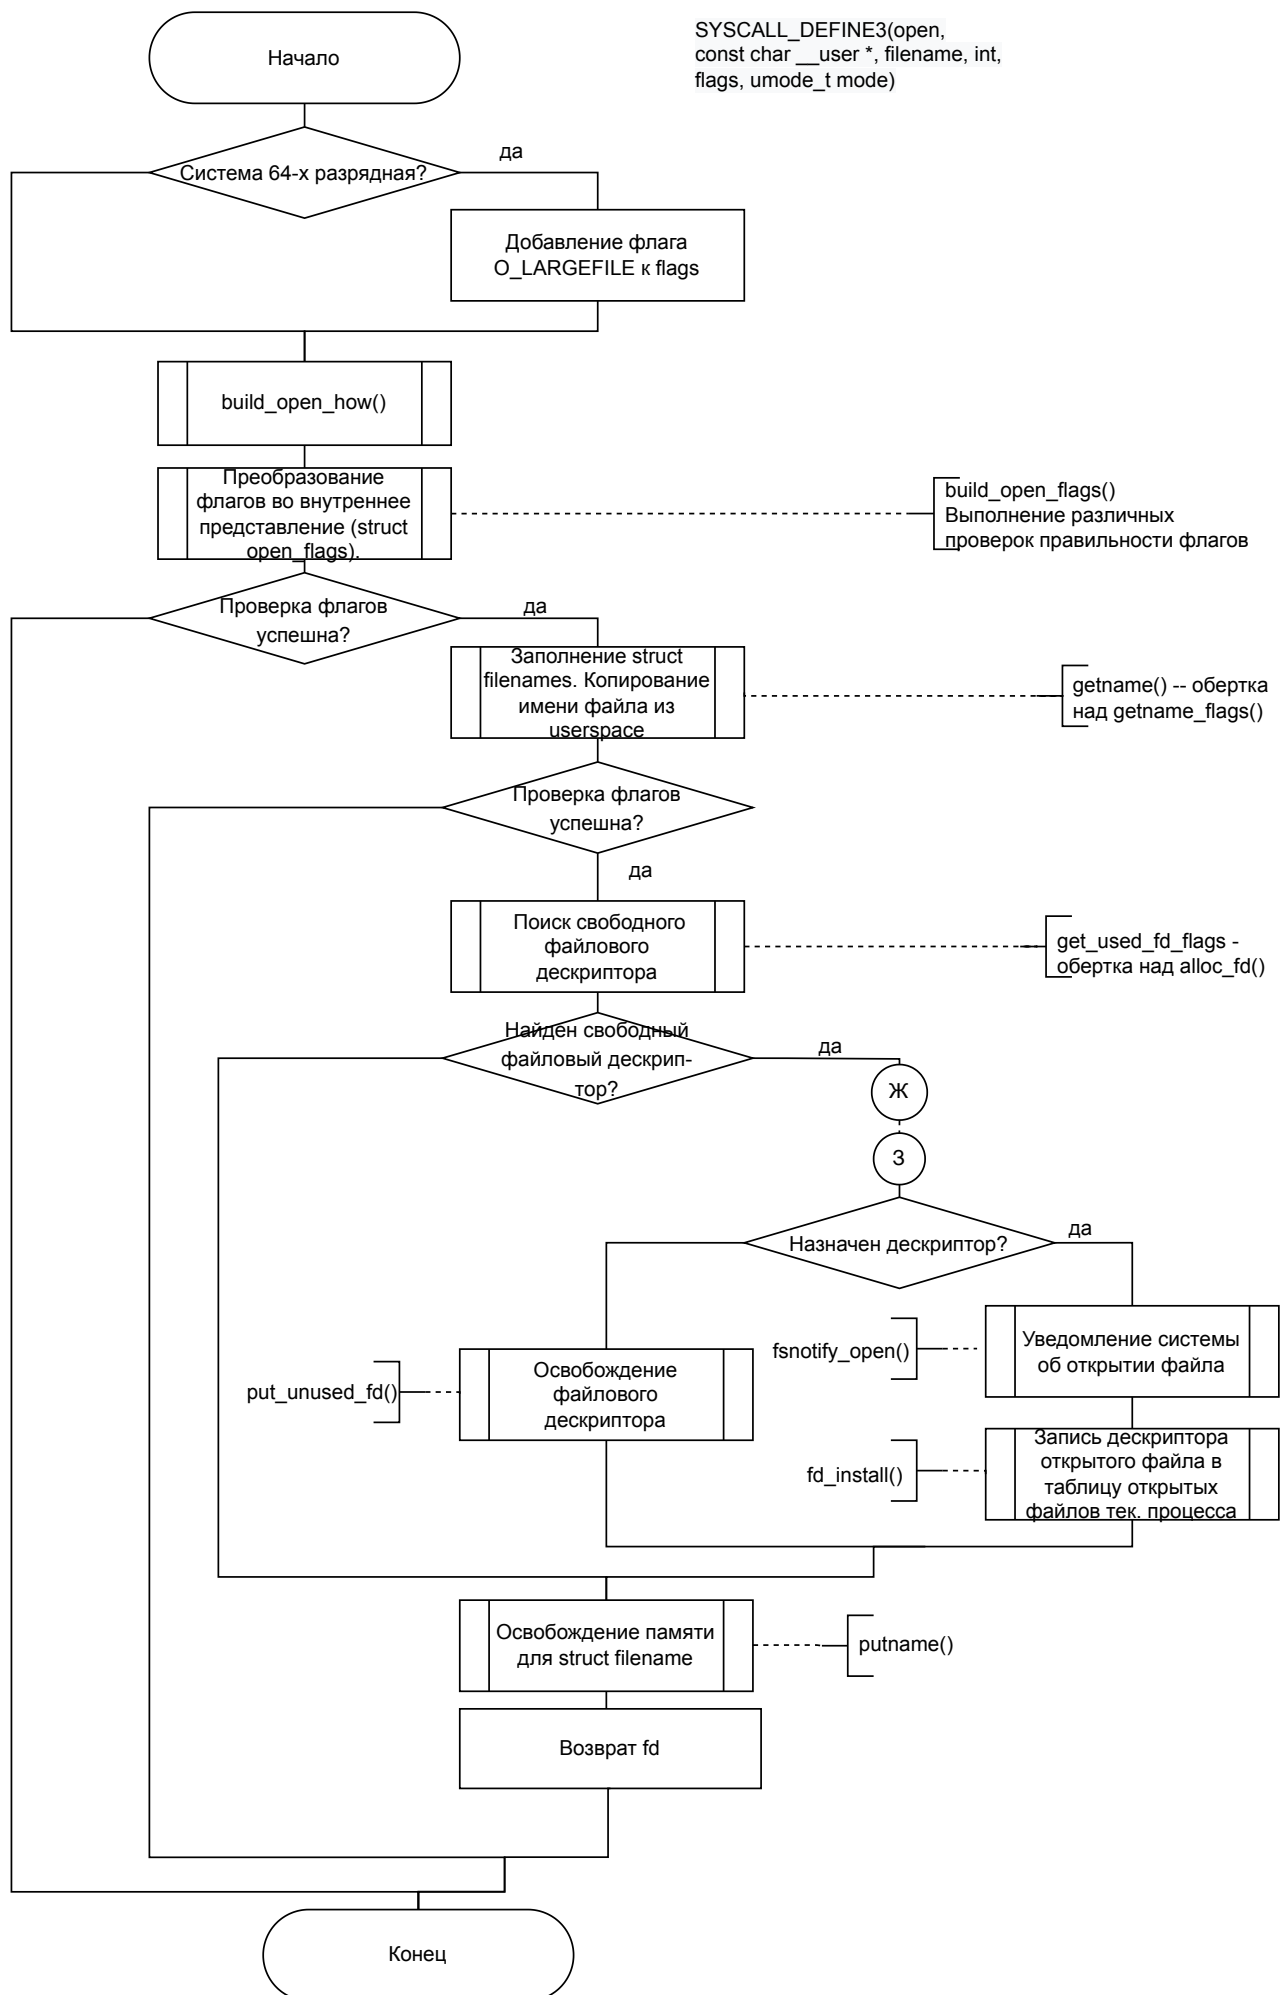 Начало
SYSCALL_DEFINE3(open,
const char __user *, filename, int,
flags, umode_t mode)
Система 64-х разрядная?
да
Добавление флага
O_LARGEFILE к flags
build_open_how()
Преобразование
флагов во внутреннее
представление (struct
open_flags).
build_open_flags()
Выполнение различных
проверок правильности флагов
Проверка флагов
успешна?
да
Заполнение struct
filenames. Копирование
имени файла из
userspace
getname() -- обертка
над getname_flags()
Проверка флагов
успешна?
да
Поиск свободного
файлового
дескриптора
get_used_fd_flags -
обертка над alloc_fd()
Найден свободный
файловый дескрип-
тор?
да
Ж
З
Назначен дескриптор?
да
fsnotify_open()
Уведомление системы
об открытии файла
put_unused_fd()
Освобождение
файлового
дескриптора
fd_install()
Запись дескриптора
открытого файла в
таблицу открытых
файлов тек. процесса
Освобождение памяти
для struct filename
putname()
Возврат fd
Конец